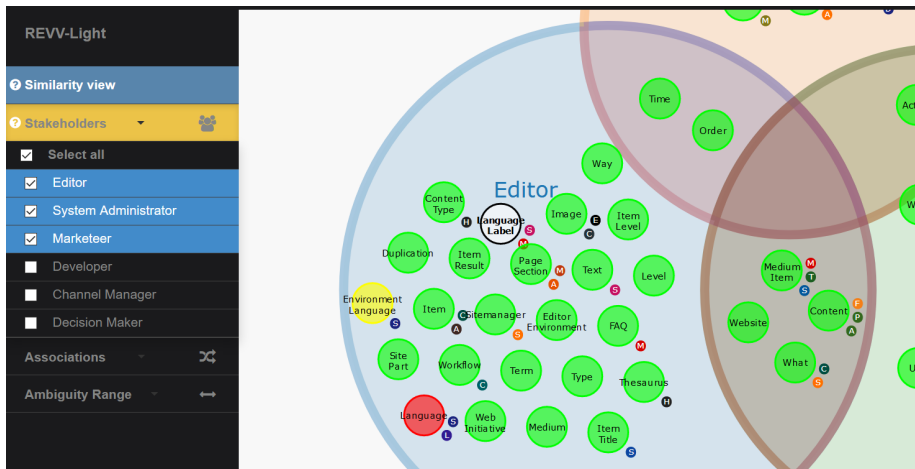 REVV-Light
? Similarity view
? Stakeholders
Select all
Editor
System Administrator
Marketeer
Developer
Channel Manager
Decision Maker
Associations
Ambiguity Range
M
A
Time
Order
Act
Way
Editor
Content
Type
H
Language
Label
S
M
Image
E
C
Item
Level
Duplication
Item
Result
Page
Section
M
A
Text
S
Level
Medium
Item
M
T
S
W
Environment
Language
S
Item
C
A
Sitemanager
S
Editor
Environment
FAQ
M
Website
Content
F
P
A
Site
Part
Workflow
C
Term
Type
Thesaurus
H
What
C
S
U
Language
S
L
Web
Initiative
Medium
Item
Title
S